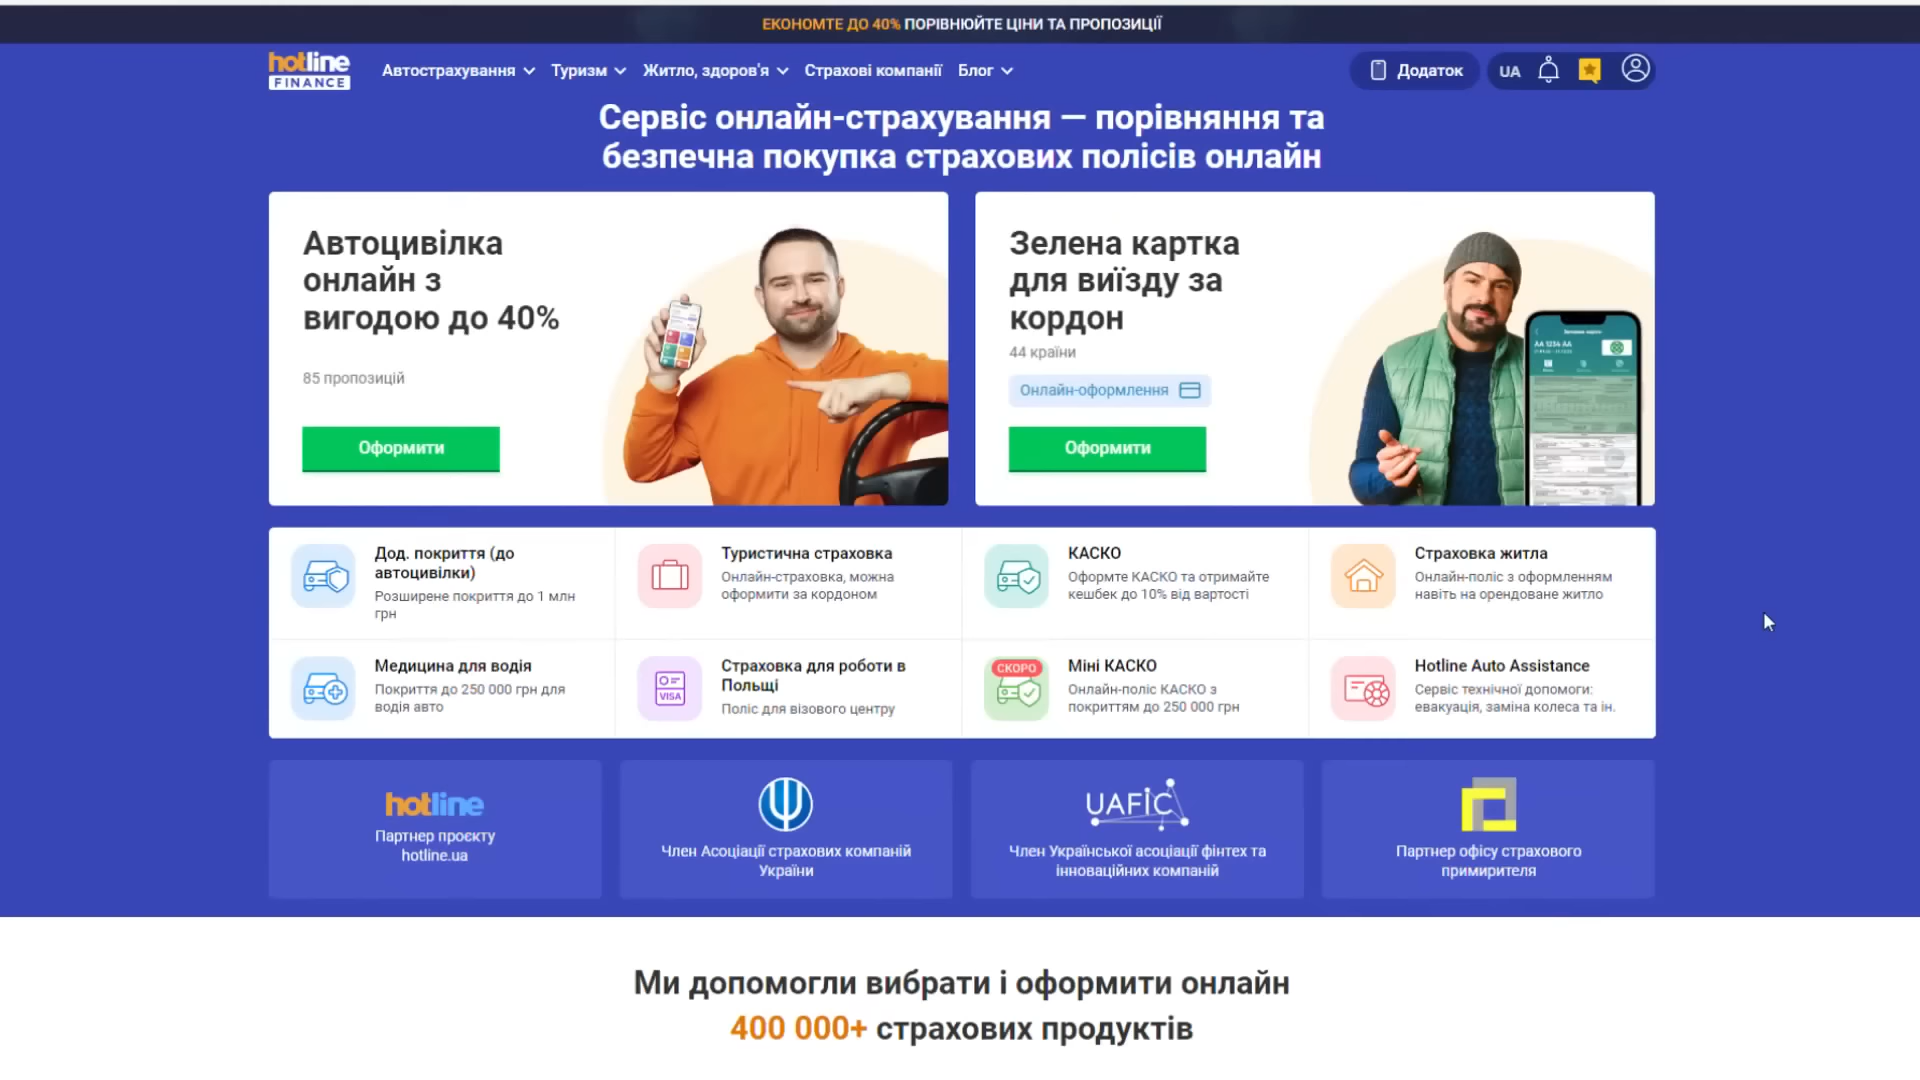 ЕКОНОМТЕ ДО 40% ПОРІВНЮЙТЕ ЦІНИ ТА ПРОПОЗИЦІЇ
hotline
FINANCE
Автострахування
Туризм
Житло, здоров'я
Страхові компанії
Блог
Додаток
UA
Сервіс онлайн-страхування — порівняння та
безпечна покупка страхових полісів онлайн
Автоцивілка
онлайн з
вигодою до 40%
85 пропозицій
Оформити
Зелена картка
для виїзду за
кордон
44 країни
Онлайн-оформлення
Оформити
AA 1234 AA
Дод. покриття (до
автоцивілки)
Розширене покриття до 1 млн
грн
Туристична страховка
Онлайн-страховка, можна
оформити за кордоном
КАСКО
Оформте КАСКО та отримайте
кешбек до 10% від вартості
Страховка житла
Онлайн-поліс з оформленням
навіть на орендоване житло
Медицина для водія
Покриття до 250 000 грн для
водія авто
VISA
Страховка для роботи в
Польщі
Поліс для візового центру
СКОРО
Міні КАСКО
Онлайн-поліс КАСКО з
покриттям до 250 000 грн
Hotline Auto Assistance
Сервіс технічної допомоги:
евакуація, заміна колеса та ін.
hotline
Партнер проєкту
hotline.ua
Член Асоціації страхових компаній
України
UAFIC
Член Української асоціації фінтех та
інноваційних компаній
Партнер офісу страхового
примирителя
Ми допомогли вибрати і оформити онлайн
400 000+ страхових продуктів